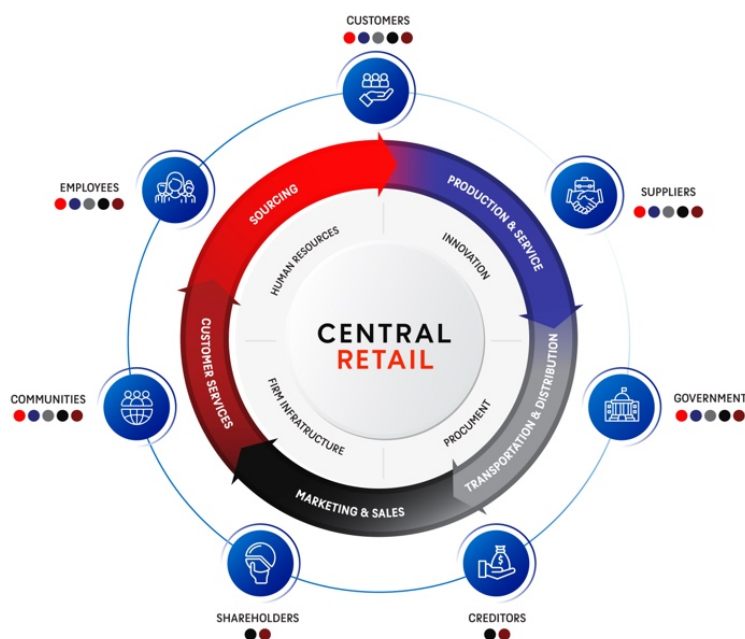 CUSTOMERS
EMPLOYEES
SUPPLIERS
SOURCING
PRODUCTION & SERVICE
HUMAN RESOURCES
INNOVATION
CENTRAL
RETAIL
CUSTOMER SERVICES
TRANSPORTATION & DISTRIBUTION
COMMUNITIES
GOVERNMENT
FIRM INFRATRUCTURE
PROCUMENT
MARKETING & SALES
SHAREHOLDERS
CREDITORS
$